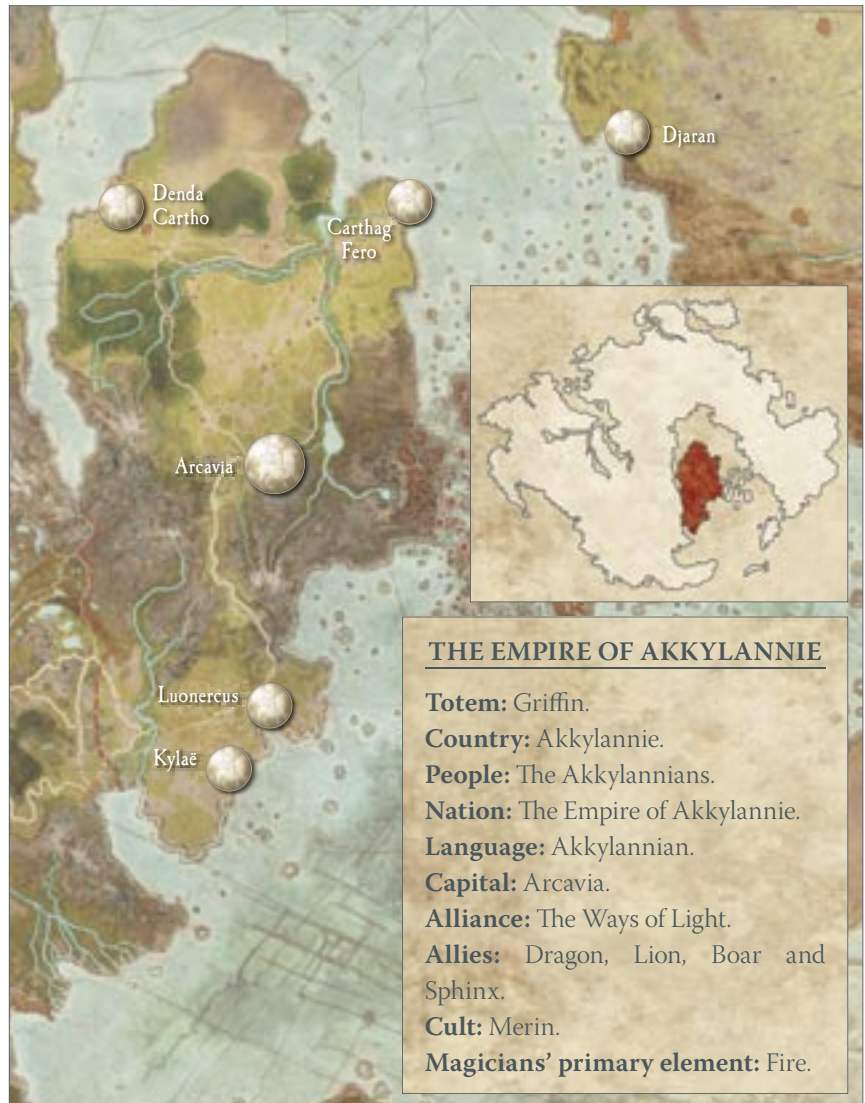 Djaran
Denda
Cartho
Carthag
Fero
Arcavia
Luonercus
Kylaë
THE EMPIRE OF AKKYLANNIE
Totem: Griffin.
Country: Akkylannie.
People: The Akkylannians.
Nation: The Empire of Akkylannie.
Language: Akkylannian.
Capital: Arcavia.
Alliance: The Ways of Light.
Allies: Dragon, Lion, Boar and
Sphinx.
Cult: Merin.
Magicians’ primary element: Fire.